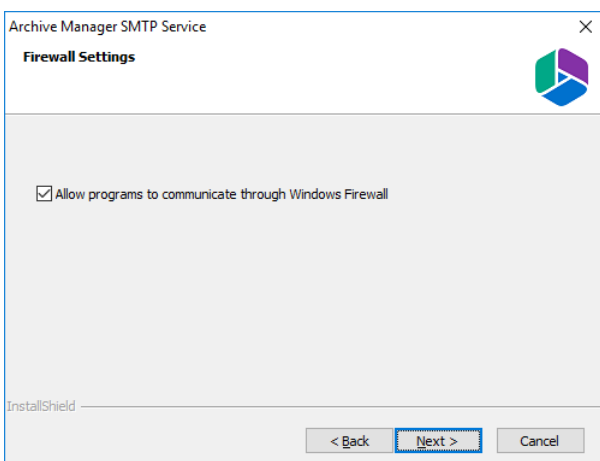 Archive Manager SMTP Service
Firewall Settings
Allow programs to communicate through Windows Firewall
InstallShield
< Back Next > Cancel